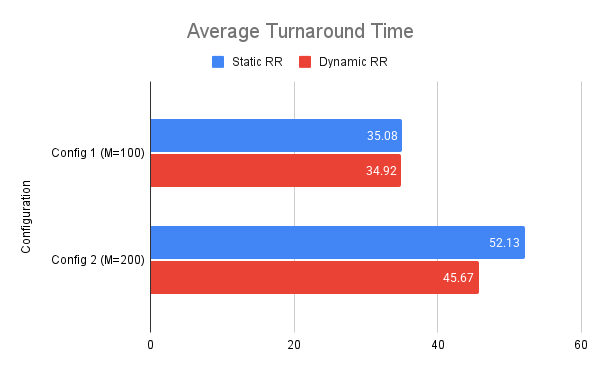 Average Turnaround Time
Static RR Dynamic RR
Configuration
Config 1 (M=100)
35.08
34.92
Config 2 (M=200)
52.13
45.67
0 20 40 60